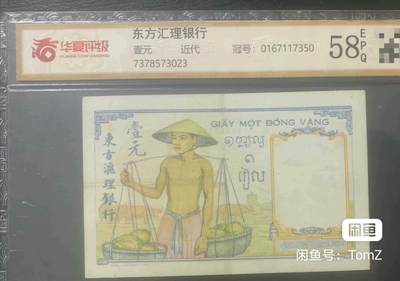 华夏评级
东方汇理银行
壹元 近代 冠号：0167117350
7378573023
58
EPQ
GIÂY MỘT ĐỒNG VÀNG
壹元
東方滙理銀行
闲鱼
闲鱼号：TomZ